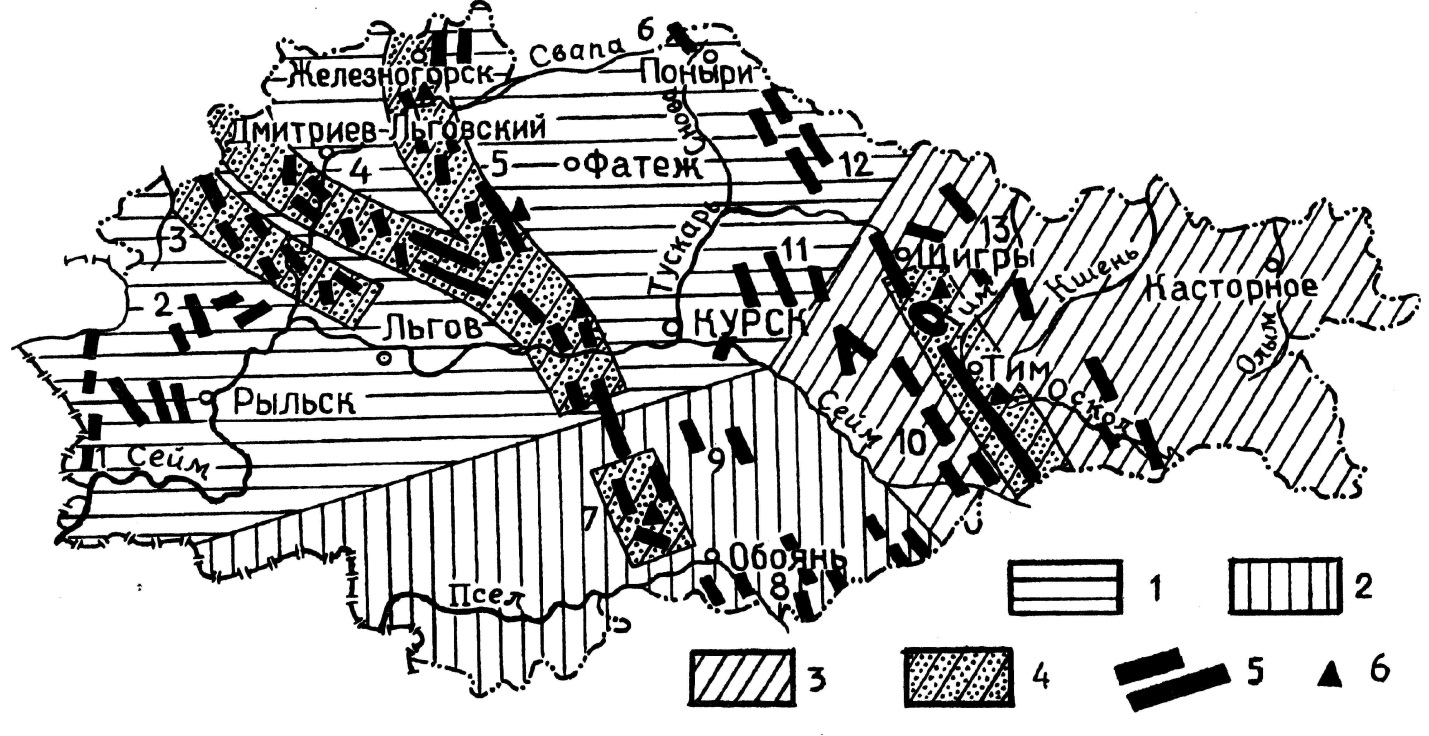 6
Свапа
Железногорск
Поныри
Снова
Дмитриев-Льговский
4
5
Фатеж
12
3
Тускарь
13
Щигры
11
Тим
Кшень
Касторное
2
Льгов
КУРСК
Олым
Тим
Рыльск
Оскол
Сейм
10
1 Сейм
9
7
Обоянь
Псел
8
1
2
3
4
5
6